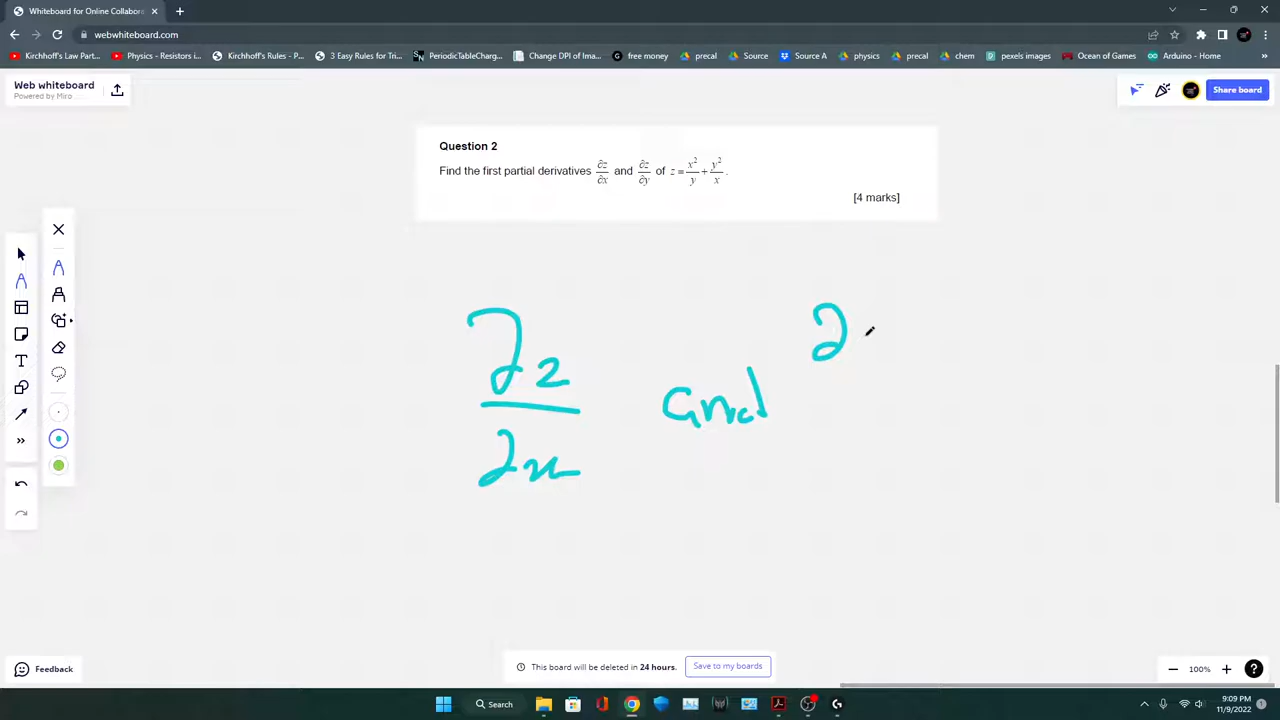 Whiteboard for Online Collabora
webwhiteboard.com
Kirchhoff's Law Part... Physics - Resistors i... Kirchhoff's Rules - P... 3 Easy Rules for Tri... PeriodicTableCharg... Change DPI of Ima... free money precal Source Source A physics precal chem pexels images Ocean of Games Arduino - Home
Web whiteboard
Powered by Miro
Share board
Question 2
Find the first partial derivatives ∂z/∂x and ∂z/∂y of z = x²/y + y²/x .
[4 marks]
∂z/∂x and ∂
Feedback
This board will be deleted in 24 hours. Save to my boards
100%
Search
9:09 PM
11/9/2022